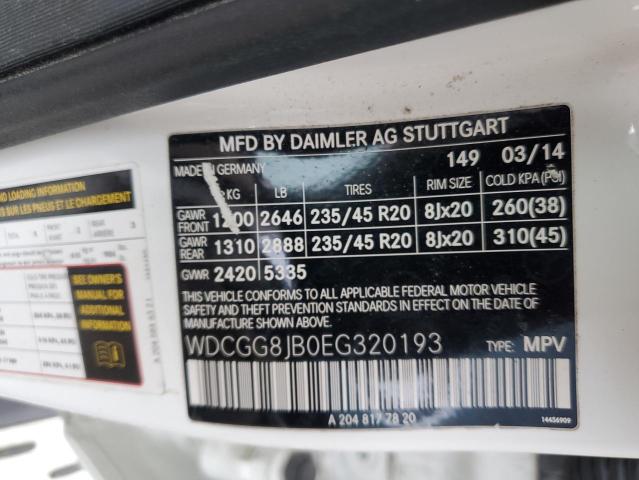 MFD BY DAIMLER AG STUTTGART
MADE IN GERMANY 149 03/14
KG LB TIRES RIM SIZE COLD KPA(PSI)
GAWR FRONT 1200 2646 235/45 R20 8Jx20 260(38)
GAWR REAR 1310 2888 235/45 R20 8Jx20 310(45)
GVWR 2420 5335
THIS VEHICLE CONFORMS TO ALL APPLICABLE FEDERAL MOTOR VEHICLE
SAFETY AND THEFT PREVENTION STANDARDS IN EFFECT ON THE DATE
OF MANUFACTURE SHOWN ABOVE.
WDCGG8JB0EG320193 TYPE: MPV
A 204 817 78 20
14456909
LOADING INFORMATION
SUR LES PNEUS ET LE CHARGEMENT
SEE OWNER'S
MANUAL FOR
ADDITIONAL
INFORMATION